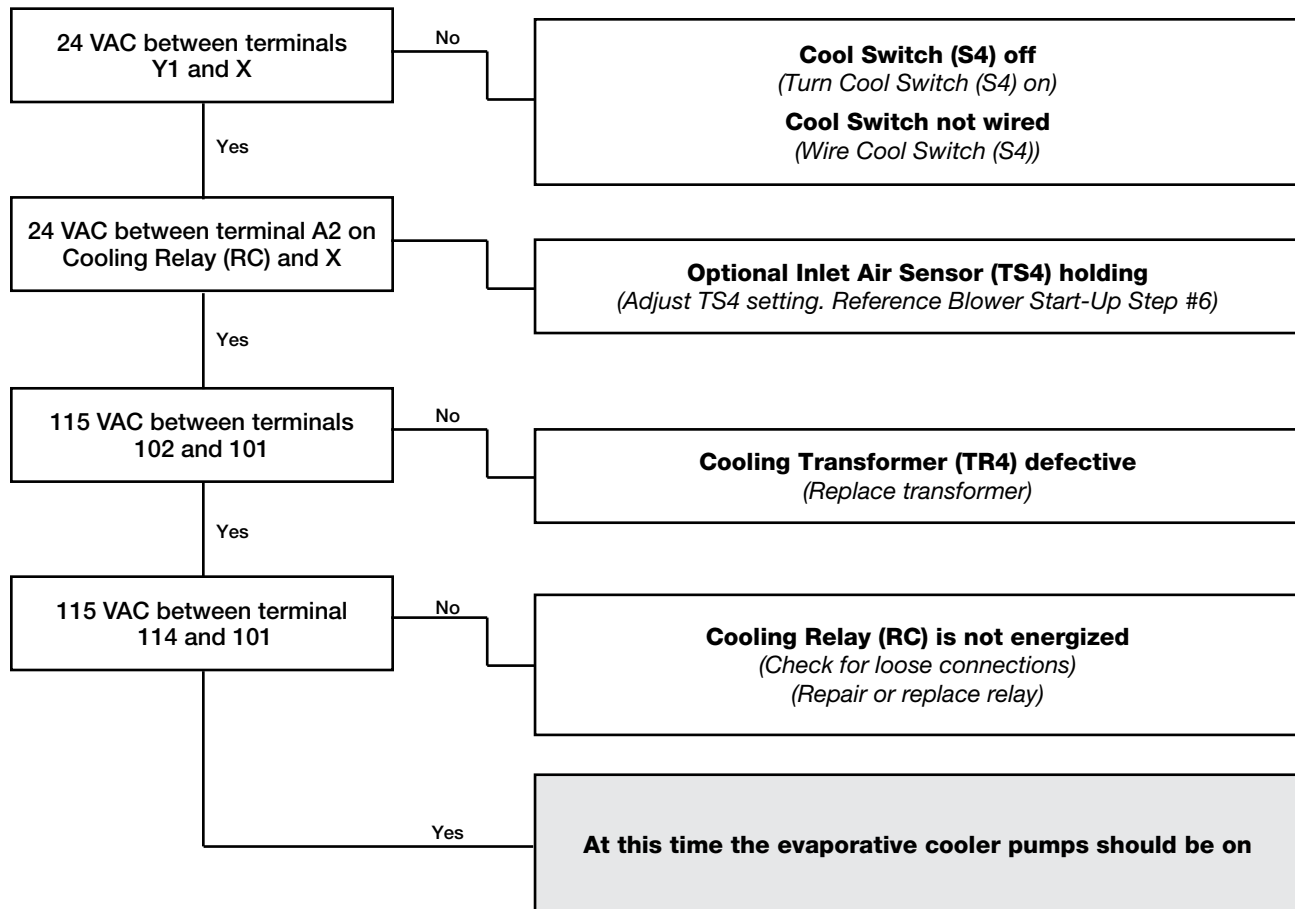 24 VAC between terminals
Y1 and X
No
Cool Switch (S4) off
(Turn Cool Switch (S4) on)
Cool Switch not wired
(Wire Cool Switch (S4))
Yes
24 VAC between terminal A2 on
Cooling Relay (RC) and X
Optional Inlet Air Sensor (TS4) holding
(Adjust TS4 setting. Reference Blower Start-Up Step #6)
Yes
115 VAC between terminals
102 and 101
No
Cooling Transformer (TR4) defective
(Replace transformer)
Yes
115 VAC between terminal
114 and 101
No
Cooling Relay (RC) is not energized
(Check for loose connections)
(Repair or replace relay)
Yes
At this time the evaporative cooler pumps should be on